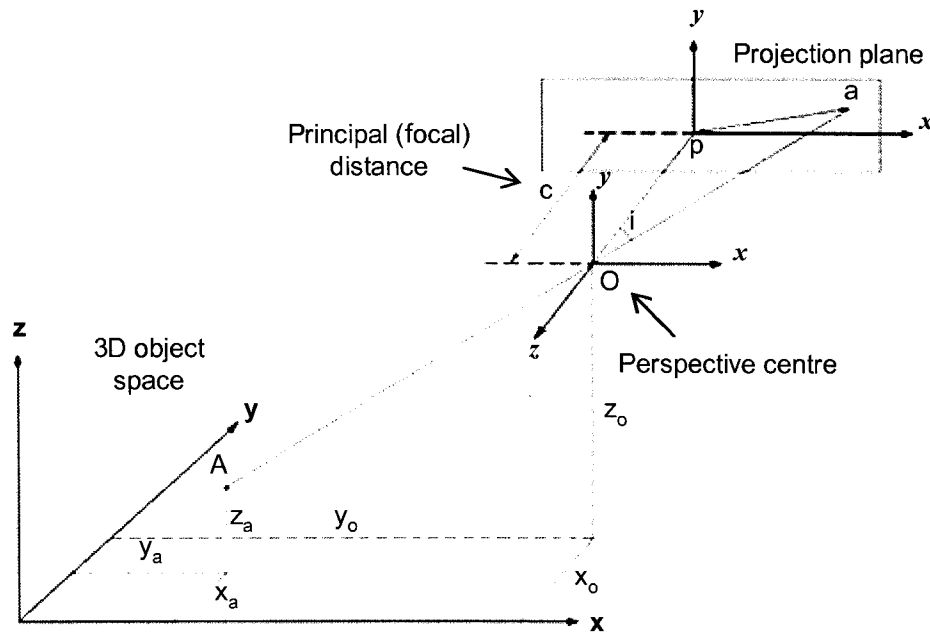 y
Projection plane
a
x
p
Principal (focal)
distance
c
y
i
x
O
z
Perspective centre
z
3D object
space
y
A
z_o
z_a
y_o
y_a
x_a
x_o
x